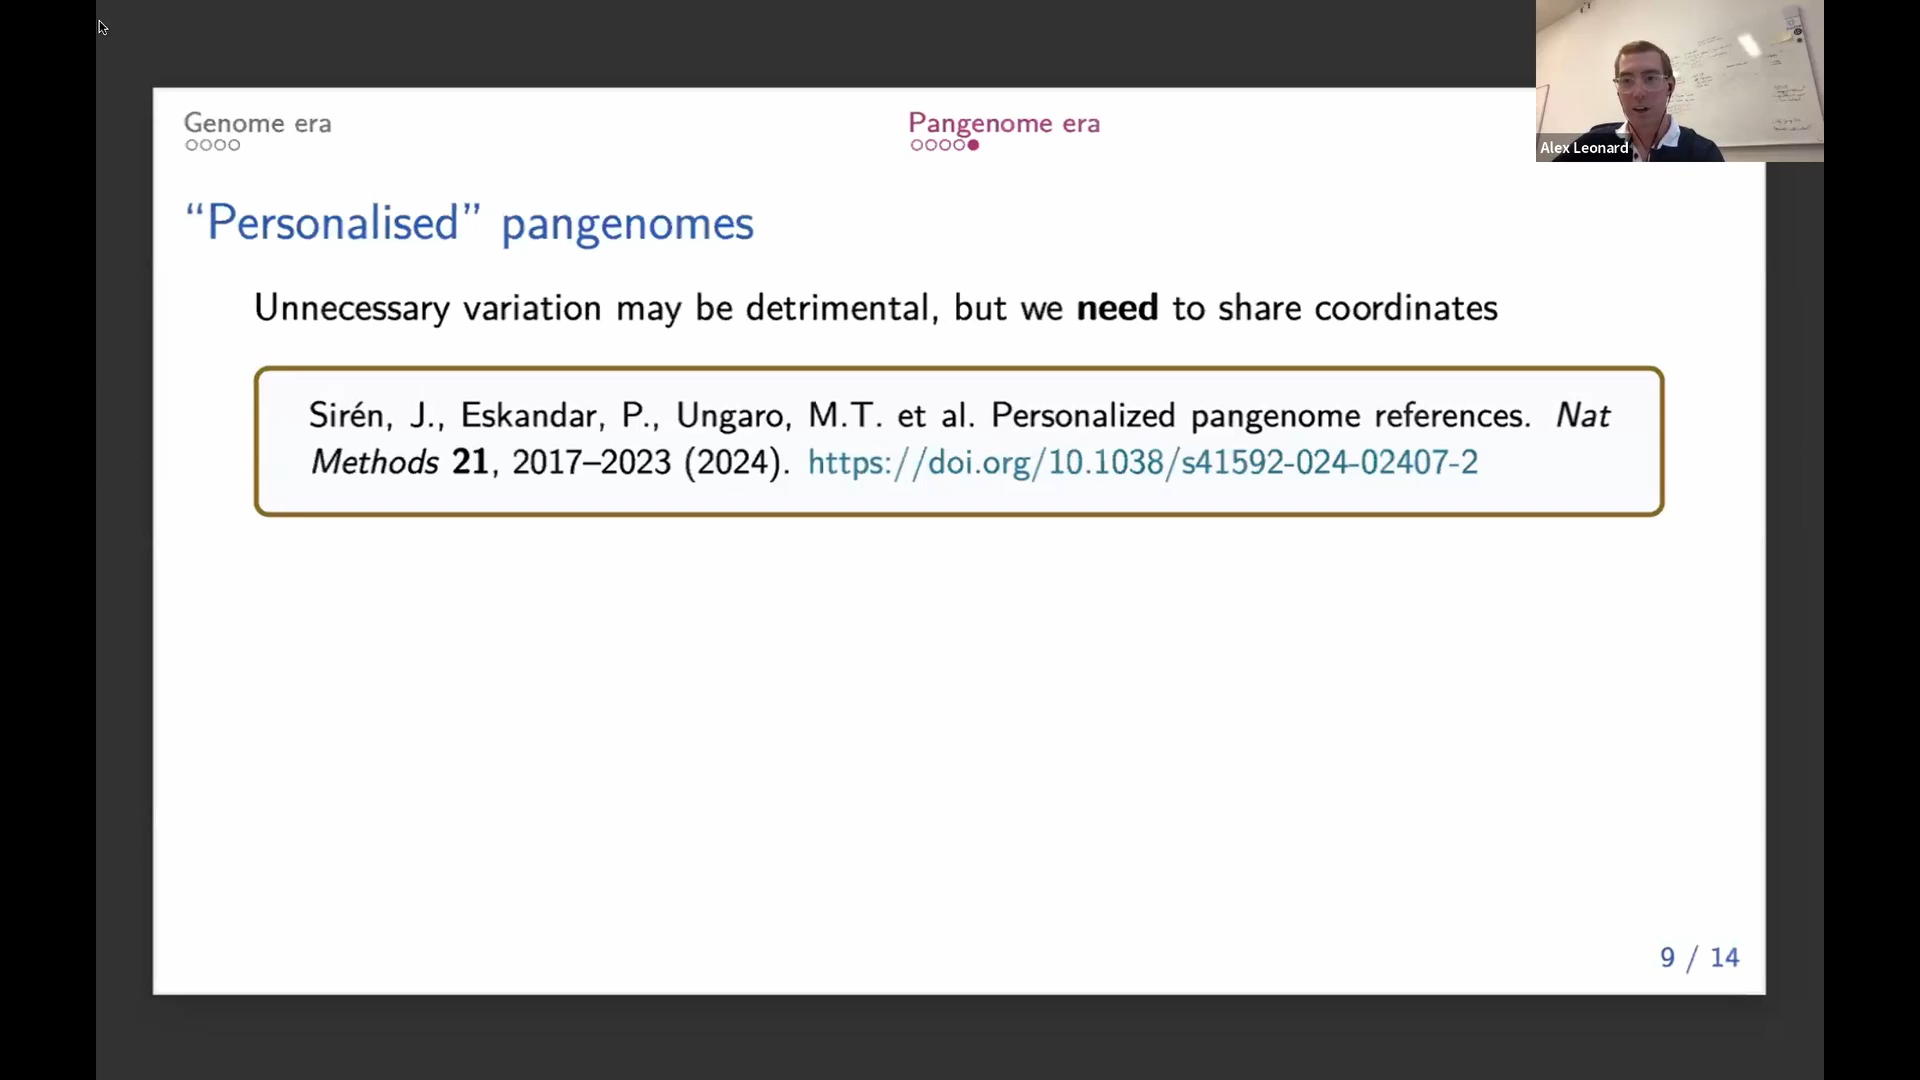 Genome era
Pangenome era
Alex Leonard
“Personalised” pangenomes
Unnecessary variation may be detrimental, but we need to share coordinates
Sirén, J., Eskandar, P., Ungaro, M.T. et al. Personalized pangenome references. Nat
Methods 21, 2017–2023 (2024). https://doi.org/10.1038/s41592-024-02407-2
9 / 14